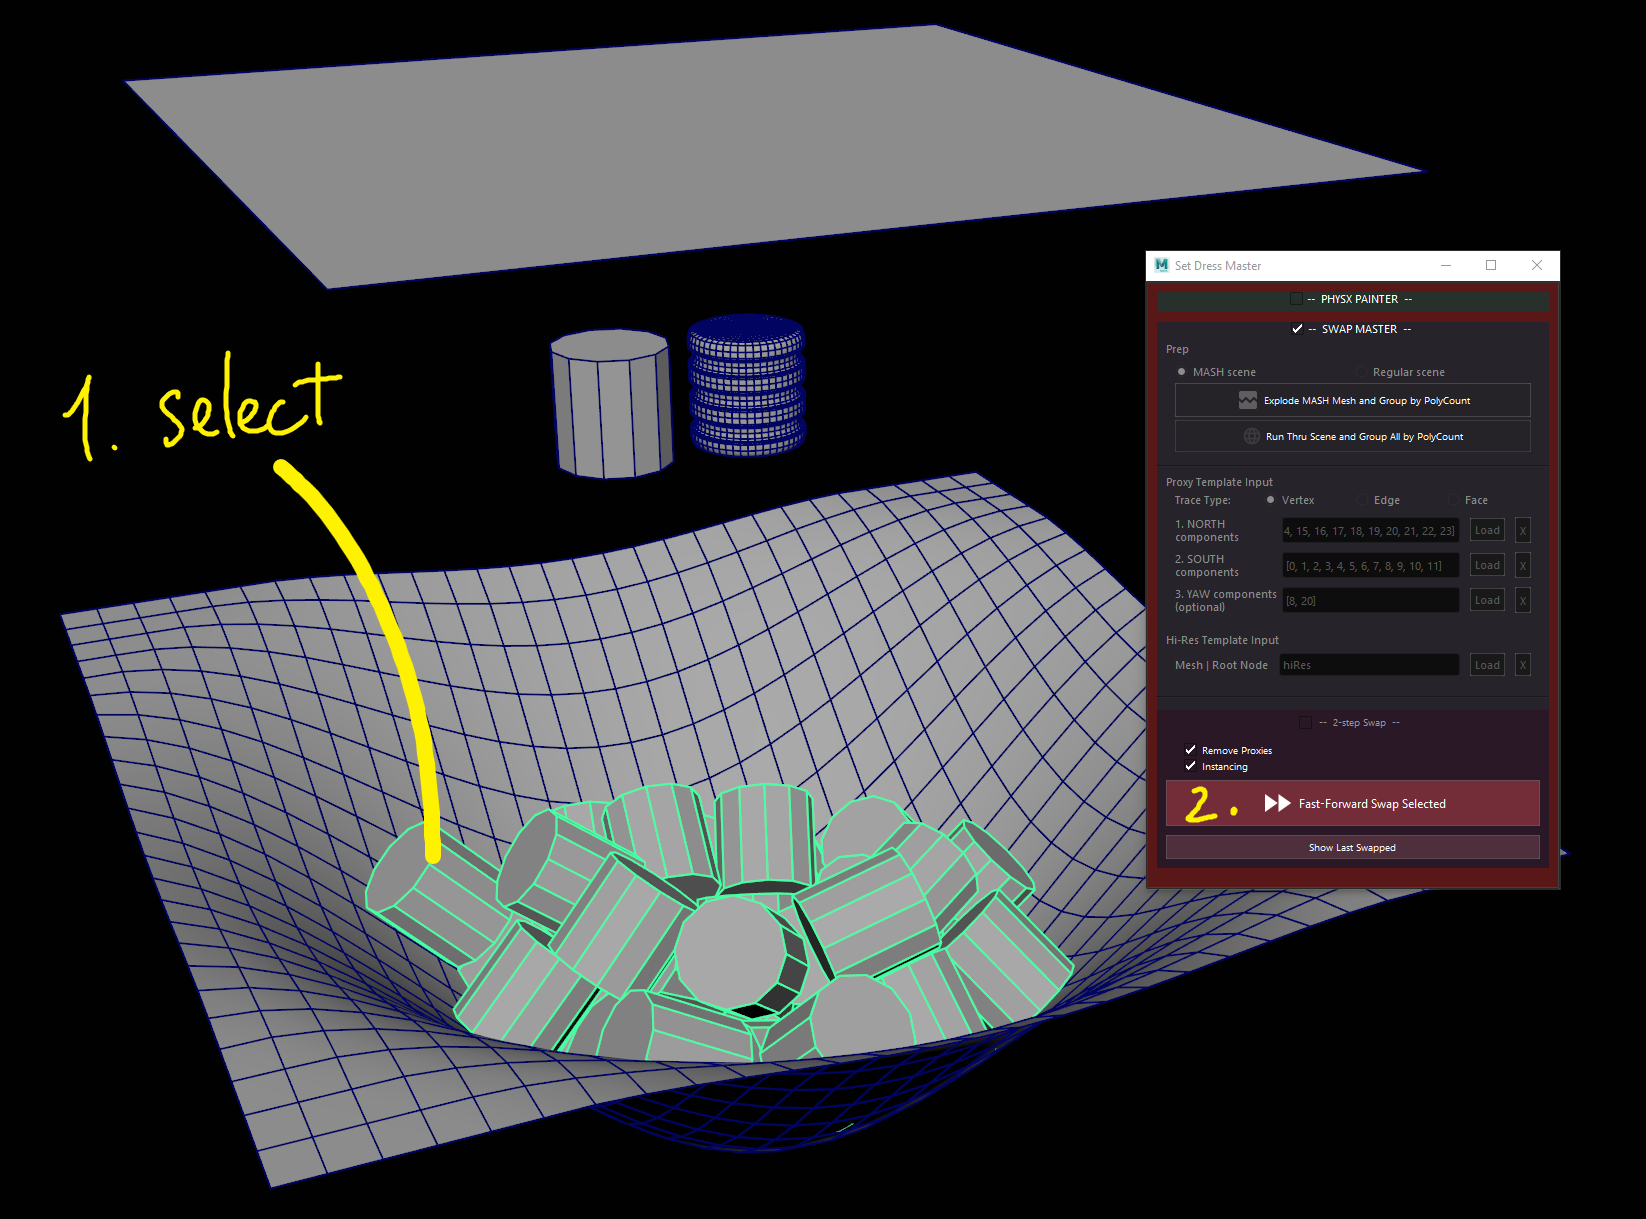 1. select
Set Dress Master
-- PHYSX PAINTER --
-- SWAP MASTER --
Prep
MASH scene Regular scene
Explode MASH Mesh and Group by PolyCount
Run Thru Scene and Group All by PolyCount
Proxy Template Input
Trace Type: Vertex Edge Face
1. NORTH
components
4, 15, 16, 17, 18, 19, 20, 21, 22, 23] Load X
2. SOUTH
components
[0, 1, 2, 3, 4, 5, 6, 7, 8, 9, 10, 11] Load X
3. YAW components
(optional)
[8, 20] Load X
Hi-Res Template Input
Mesh | Root Node hiRes Load X
-- 2-step Swap --
Remove Proxies
Instancing
2. Fast-Forward Swap Selected
Show Last Swapped